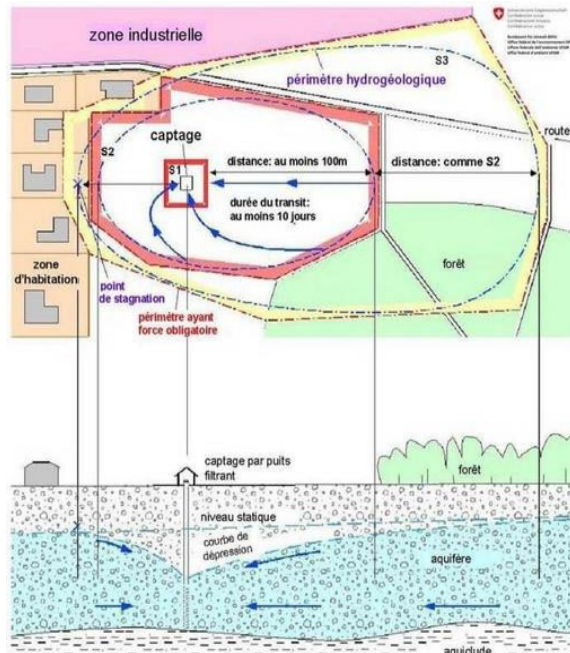 zone industrielle
S3
périmètre hydrogéologique
route
captage
S2
S1
distance: au moins 100m
distance: comme S2
durée du transit:
au moins 10 jours
forêt
zone
d'habitation
point
de stagnation
périmètre ayant
force obligatoire
captage par puits
filtrant
forêt
niveau statique
courbe de
dépression
aquifère
aquiclude